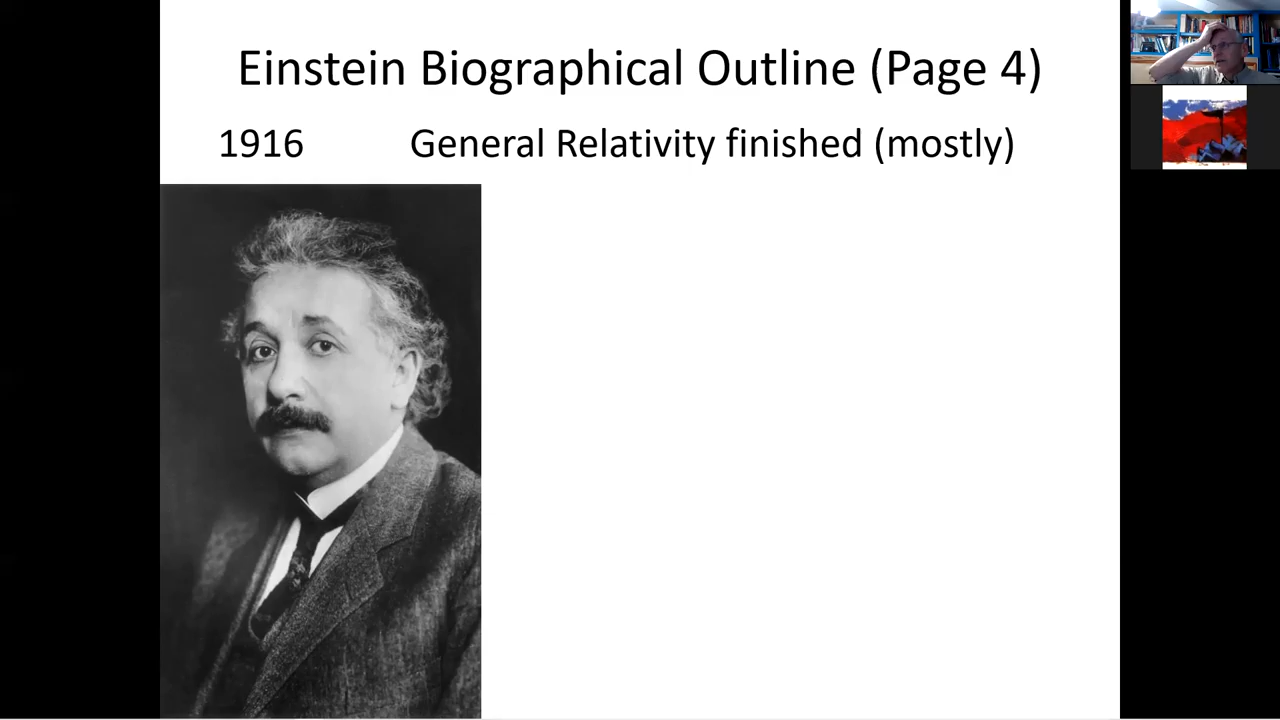 Einstein Biographical Outline (Page 4)
1916 General Relativity finished (mostly)